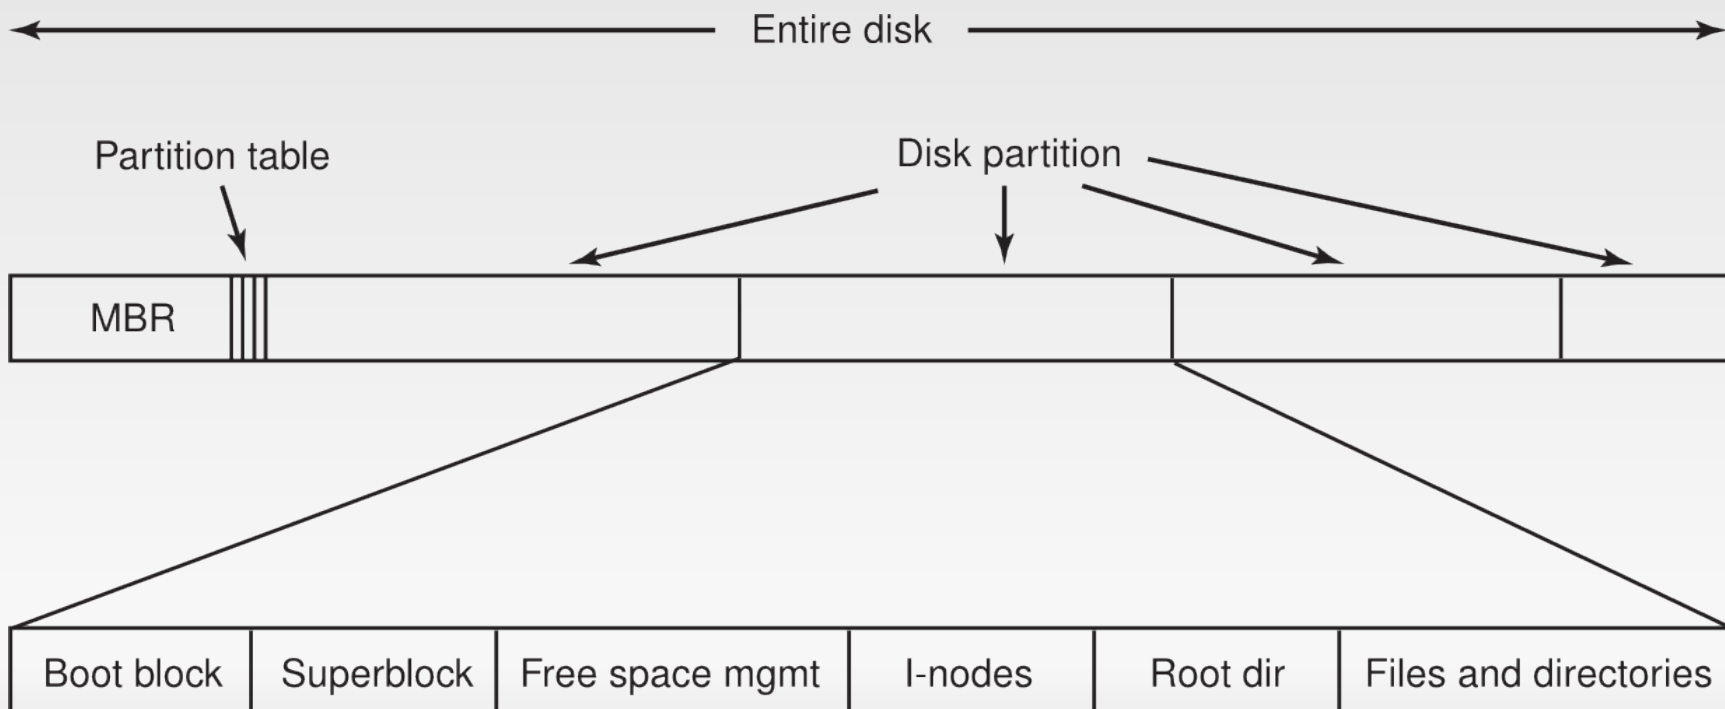 Entire disk
Partition table
Disk partition
MBR
Boot block
Superblock
Free space mgmt
I-nodes
Root dir
Files and directories